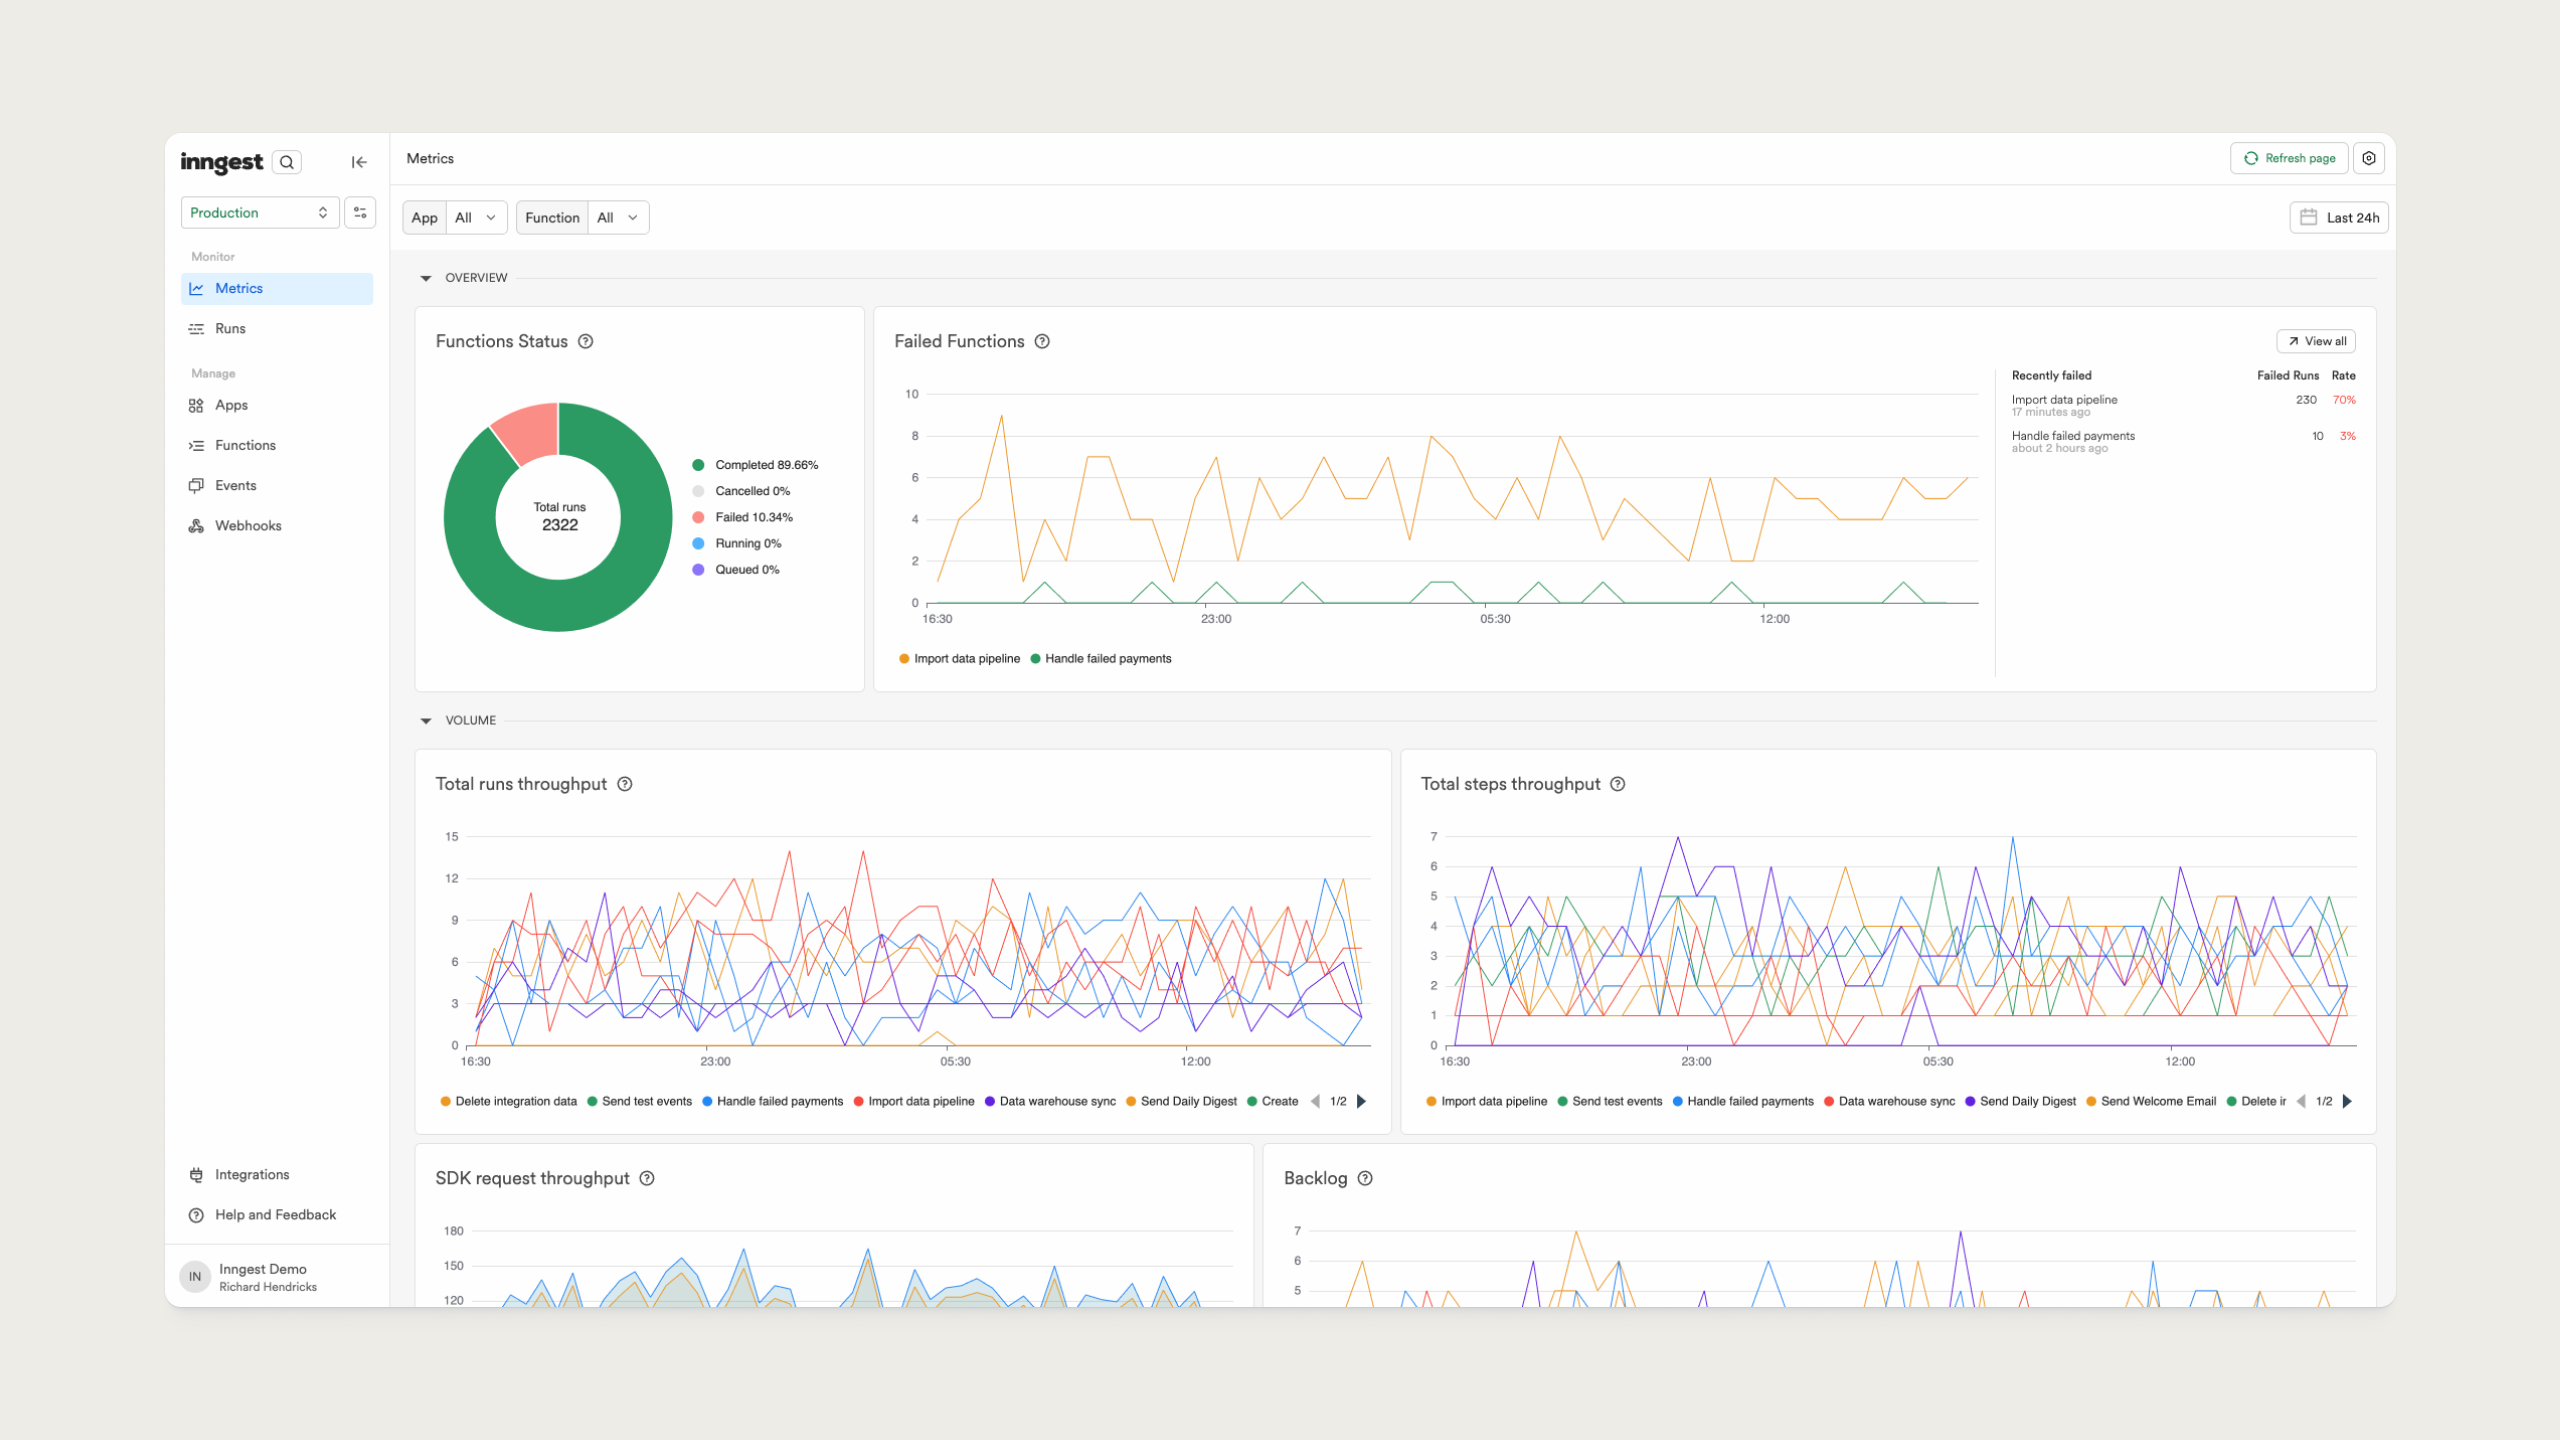 inngest
Production
Monitor
Metrics
Runs
Manage
Apps
Functions
Events
Webhooks
Integrations
Help and Feedback
IN
Inngest Demo
Richard Hendricks
Metrics
Refresh page
App All
Function All
Last 24h
OVERVIEW
Functions Status
Total runs
2322
Completed 89.66%
Cancelled 0%
Failed 10.34%
Running 0%
Queued 0%
Failed Functions
View all
10
8
6
4
2
0
16:30 23:00 05:30 12:00
Import data pipeline Handle failed payments
Recently failed Failed Runs Rate
Import data pipeline 230 70%
17 minutes ago
Handle failed payments 10 3%
about 2 hours ago
VOLUME
Total runs throughput
15
12
9
6
3
0
16:30 23:00 05:30 12:00
Delete integration data Send test events Handle failed payments Import data pipeline Data warehouse sync Send Daily Digest Create 1/2
Total steps throughput
7
6
5
4
3
2
1
0
16:30 23:00 05:30 12:00
Import data pipeline Send test events Handle failed payments Data warehouse sync Send Daily Digest Send Welcome Email Delete ir 1/2
SDK request throughput
180
150
120
Backlog
7
6
5